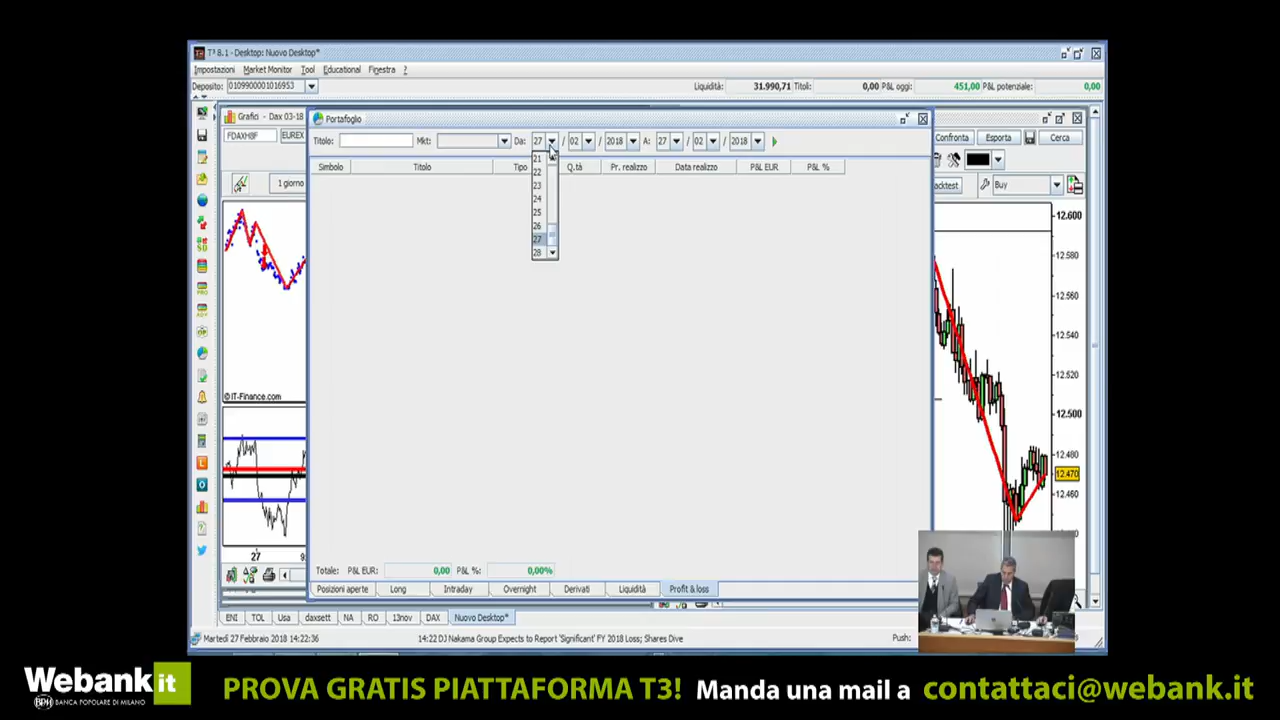 T³ 8.1 - Desktop: Nuovo Desktop*
Impostazioni Market Monitor Tool Educational Finestra ?
Deposito: 0109900001016953 Liquidità: 31.990,71 Titoli: 0,00 P&L oggi: 451,00 P&L potenziale: 0,00
Grafici - Dax 03-18
Portafoglio
FDAXH8F EUREX
Titolo: Mkt: Da: 27 / 02 / 2018 A: 27 / 02 / 2018
Confronta Esporta Cerca
Simbolo Titolo Tipo Q.tà Pr. realizzo Data realizzo P&L EUR P&L %
1 giorno
Buy
21
22
23
24
25
26
27
28
12.600
12.580
12.560
12.540
12.520
12.500
12.480
12.470
12.460
© IT-Finance.com
27
Totale: P&L EUR: 0,00 P&L %: 0,00%
Posizioni aperte Long Intraday Overnight Derivati Liquidità Profit & loss
ENI TOL Usa daxsett NA RO 13nov DAX Nuovo Desktop*
Martedì 27 Febbraio 2018 14:22:36 14:22 DJ Nakama Group Expects to Report 'Significant' FY 2018 Loss; Shares Dive Push:
Webank.it
BPM BANCA POPOLARE DI MILANO
PROVA GRATIS PIATTAFORMA T3! Manda una mail a contattaci@webank.it